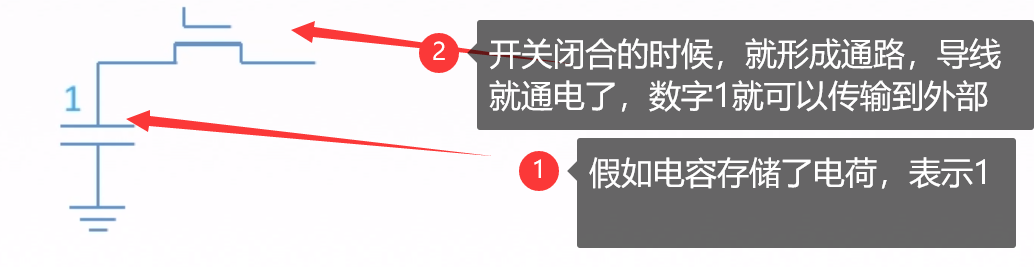 2
开关闭合的时候，就形成通路，导线
就通电了，数字1就可以传输到外部
1
1
假如电容存储了电荷，表示1